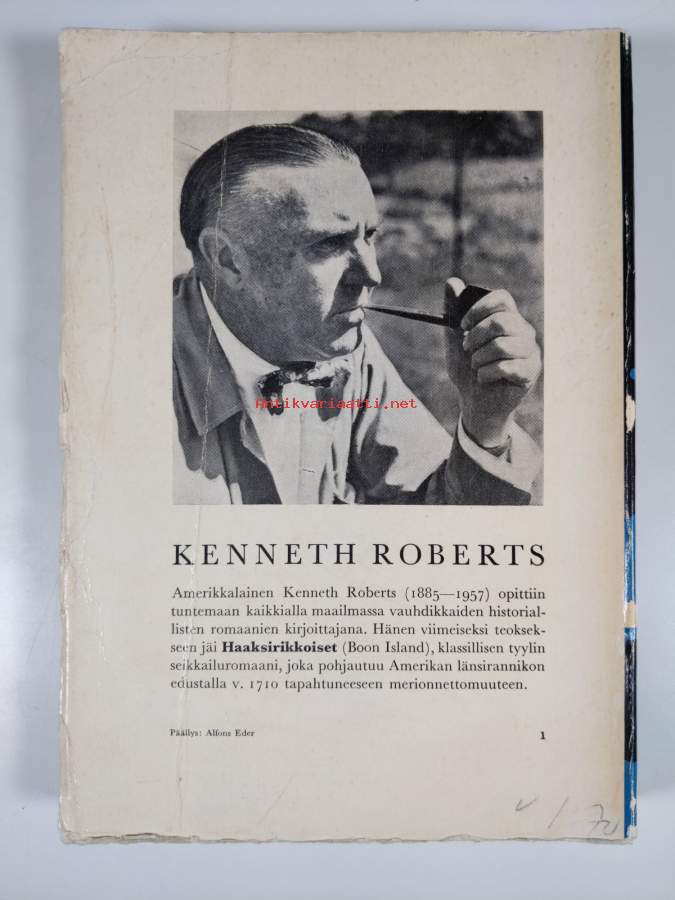 Antikvariaatti.net
KENNETH ROBERTS
Amerikkalainen Kenneth Roberts (1885—1957) opittiin
tuntemaan kaikkialla maailmassa vauhdikkaiden historial-
listen romaanien kirjoittajana. Hänen viimeiseksi teoksek-
seen jäi Haaksirikkoiset (Boon Island), klassillisen tyylin
seikkailuromaani, joka pohjautuu Amerikan länsirannikon
edustalla v. 1710 tapahtuneeseen merionnettomuuteen.
Päällys: Alfons Eder 1